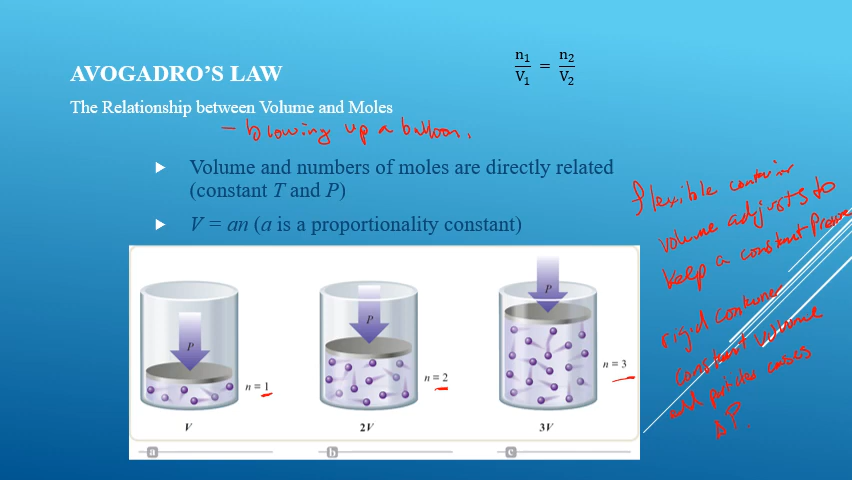 AVOGADRO'S LAW
n1/V1 = n2/V2
The Relationship between Volume and Moles
- blowing up a balloon.
▶ Volume and numbers of moles are directly related
(constant T and P)
▶ V = an (a is a proportionality constant)
flexible container
volume adjusts to
keep a constant Pressure
rigid container
constant volume
add particles causes
ΔP.
P
n = 1
V
a
P
n = 2
2V
b
P
n = 3
3V
c